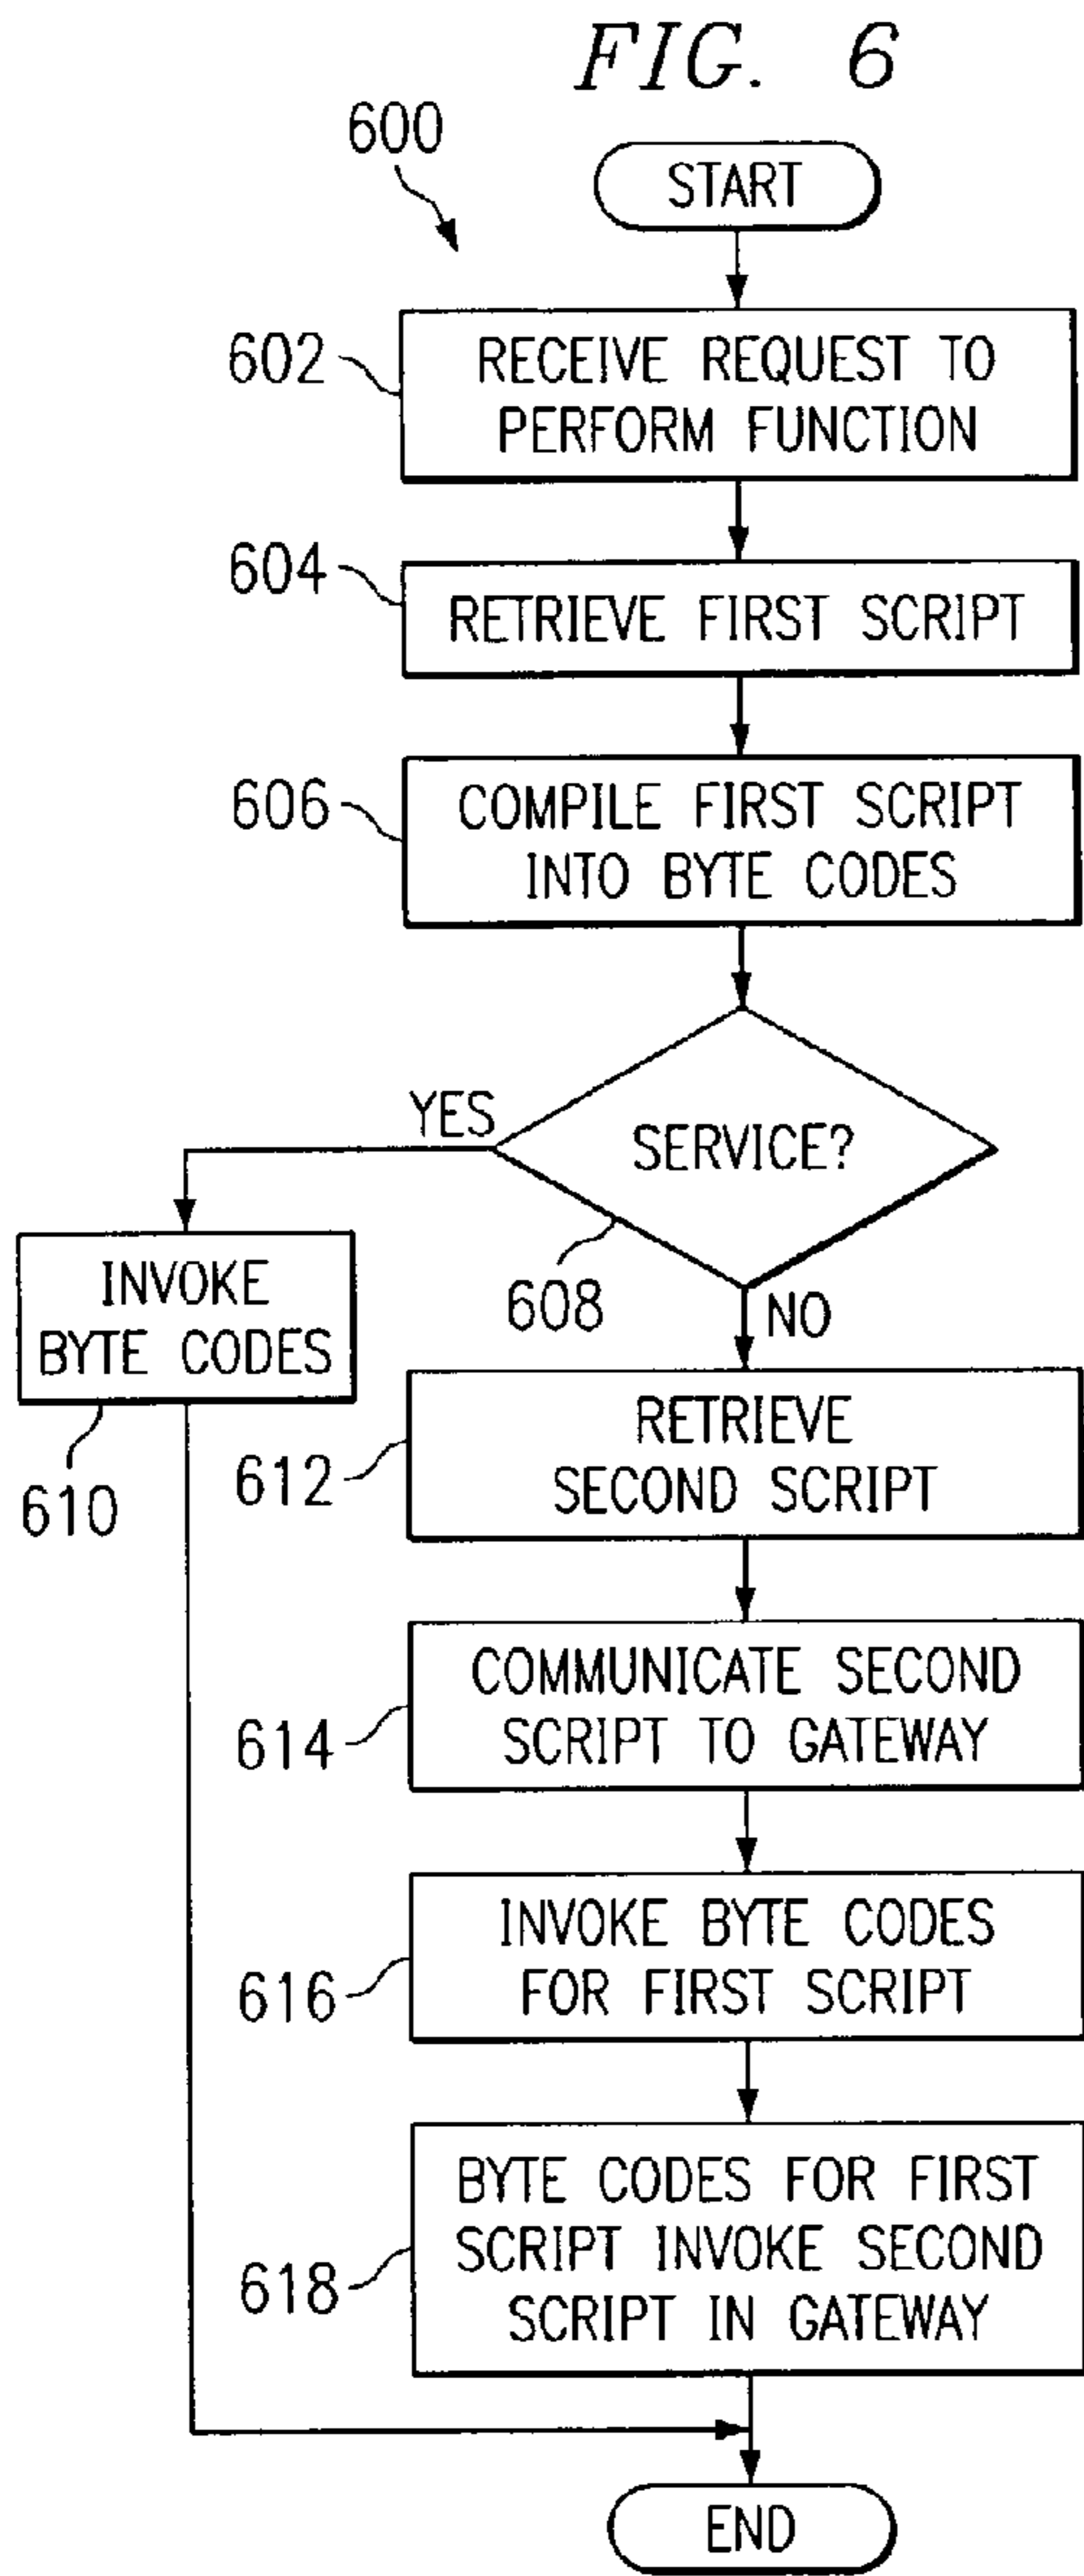 FIG. 6
600
START
602
RECEIVE REQUEST TO
PERFORM FUNCTION
604
RETRIEVE FIRST SCRIPT
606
COMPILE FIRST SCRIPT
INTO BYTE CODES
YES
SERVICE?
608
NO
INVOKE
BYTE CODES
610
612
RETRIEVE
SECOND SCRIPT
614
COMMUNICATE SECOND
SCRIPT TO GATEWAY
616
INVOKE BYTE CODES
FOR FIRST SCRIPT
618
BYTE CODES FOR FIRST
SCRIPT INVOKE SECOND
SCRIPT IN GATEWAY
END